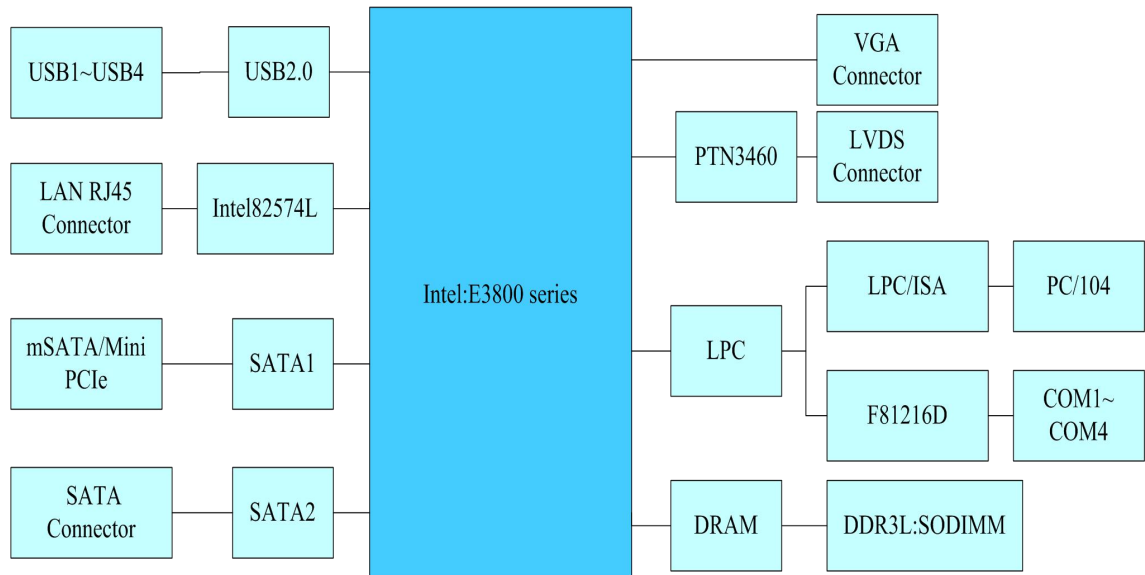 USB1~USB4
USB2.0
LAN RJ45
Connector
Intel82574L
mSATA/Mini
PCIe
SATA1
SATA
Connector
SATA2
Intel:E3800 series
VGA
Connector
PTN3460
LVDS
Connector
LPC
LPC/ISA
PC/104
F81216D
COM1~
COM4
DRAM
DDR3L:SODIMM